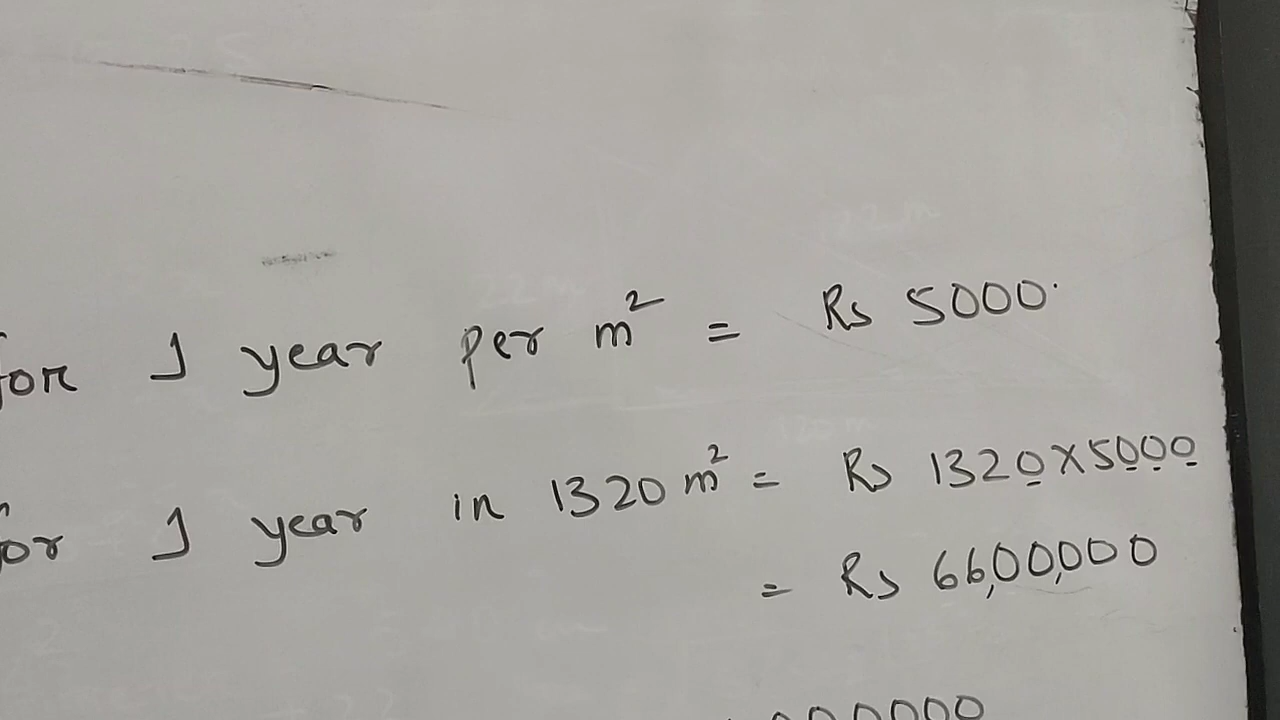 for 1 year per m² = Rs 5000.
for 1 year in 1320 m² = Rs 1320×5000
= Rs 66,00,000